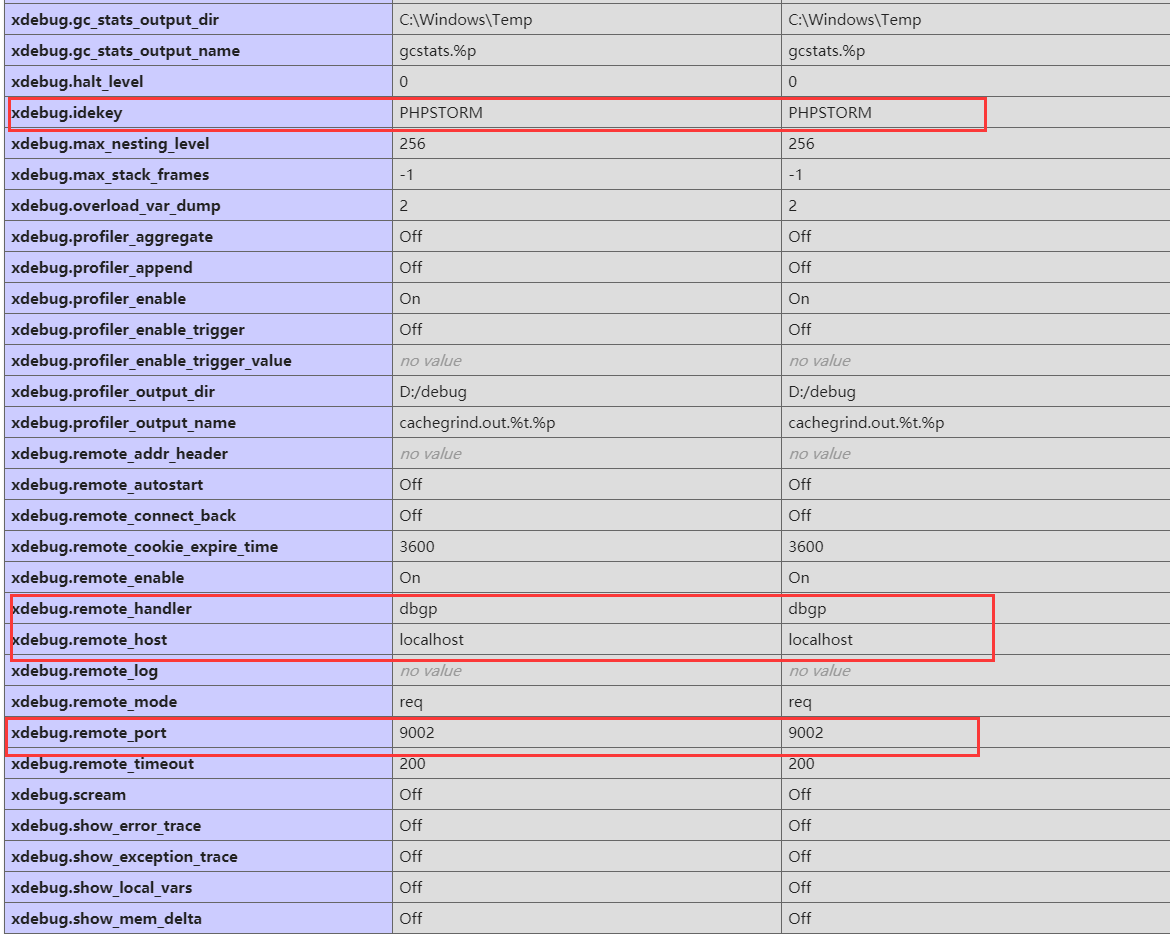 xdebug.gc_stats_output_dir C:\Windows\Temp C:\Windows\Temp
xdebug.gc_stats_output_name gcstats.%p gcstats.%p
xdebug.halt_level 0 0
xdebug.idekey PHPSTORM PHPSTORM
xdebug.max_nesting_level 256 256
xdebug.max_stack_frames -1 -1
xdebug.overload_var_dump 2 2
xdebug.profiler_aggregate Off Off
xdebug.profiler_append Off Off
xdebug.profiler_enable On On
xdebug.profiler_enable_trigger Off Off
xdebug.profiler_enable_trigger_value no value no value
xdebug.profiler_output_dir D:/debug D:/debug
xdebug.profiler_output_name cachegrind.out.%t.%p cachegrind.out.%t.%p
xdebug.remote_addr_header no value no value
xdebug.remote_autostart Off Off
xdebug.remote_connect_back Off Off
xdebug.remote_cookie_expire_time 3600 3600
xdebug.remote_enable On On
xdebug.remote_handler dbgp dbgp
xdebug.remote_host localhost localhost
xdebug.remote_log no value no value
xdebug.remote_mode req req
xdebug.remote_port 9002 9002
xdebug.remote_timeout 200 200
xdebug.scream Off Off
xdebug.show_error_trace Off Off
xdebug.show_exception_trace Off Off
xdebug.show_local_vars Off Off
xdebug.show_mem_delta Off Off